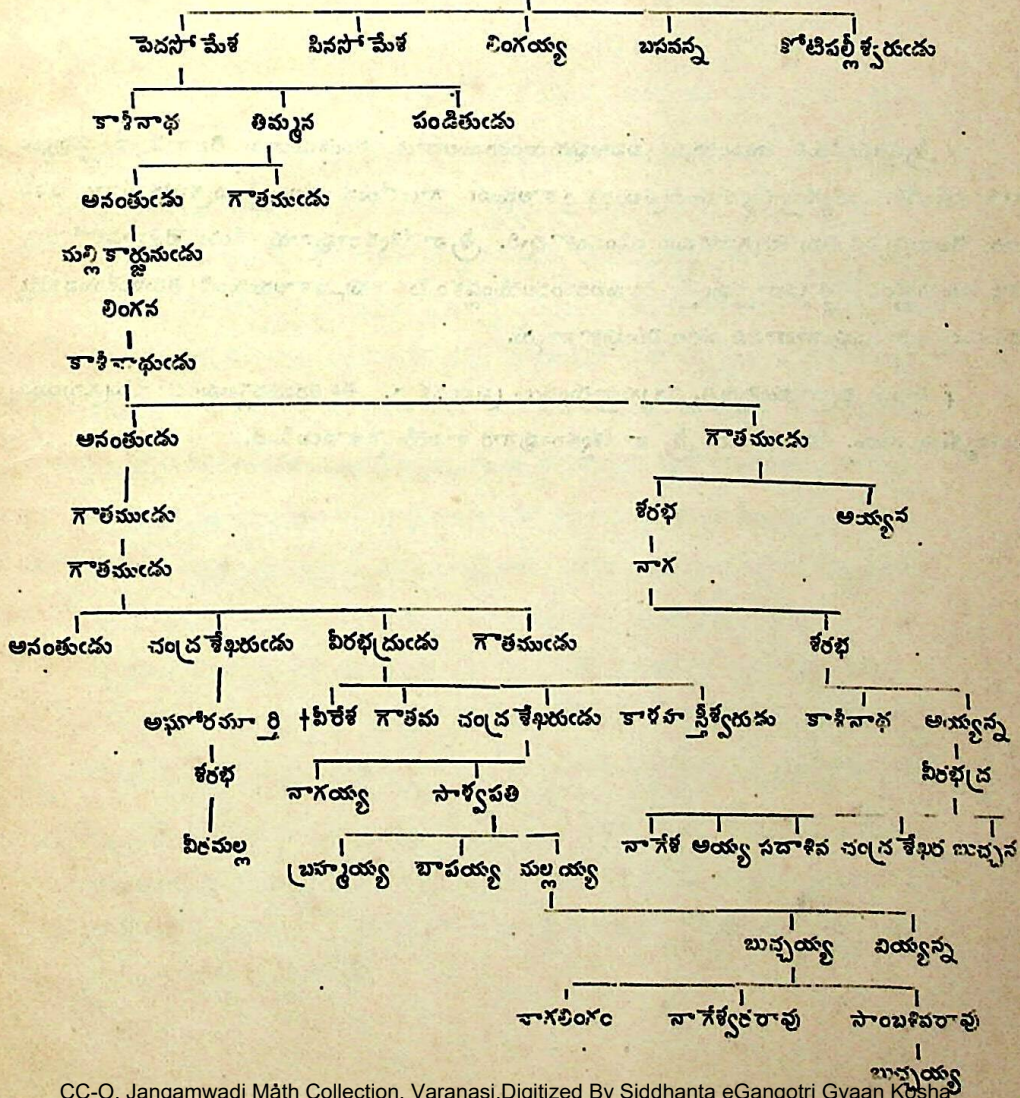 పెదసోమేశ సినసోమేశ లింగయ్య బసవన్న కోటిపల్లీశ్వరుఁడు
కాశీనాథ తిమ్మన పండితుఁడు
అనంతుఁడు గౌతముఁడు
మల్లికార్జునుఁడు
లింగన
కాశీనాథుఁడు
అనంతుఁడు గౌతముఁడు
గౌతముఁడు శరభ అయ్యన
గౌతముఁడు నాగ
అనంతుఁడు చంద్రశేఖరుఁడు వీరభద్రుఁడు గౌతముఁడు శరభ
అఘోరమూర్తి †వీరేశ గౌతమ చంద్రశేఖరుఁడు కాళహస్తీశ్వరుఁడు కాశీనాథ అయ్యన్న
శరభ నాగయ్య సాళ్వపతి వీరభద్ర
వీరమల్ల బ్రహ్మయ్య బాపయ్య మల్లయ్య నాగేశ అయ్య సదాశివ చంద్రశేఖర బుచ్చన
బుచ్చయ్య వియ్యన్న
నాగలింగం నాగేశ్వరరావు సాంబశివరావు
బుచ్చయ్య
CC-O. Jangamwadi Math Collection, Varanasi.Digitized By Siddhanta eGangotri Gyaan Kosha